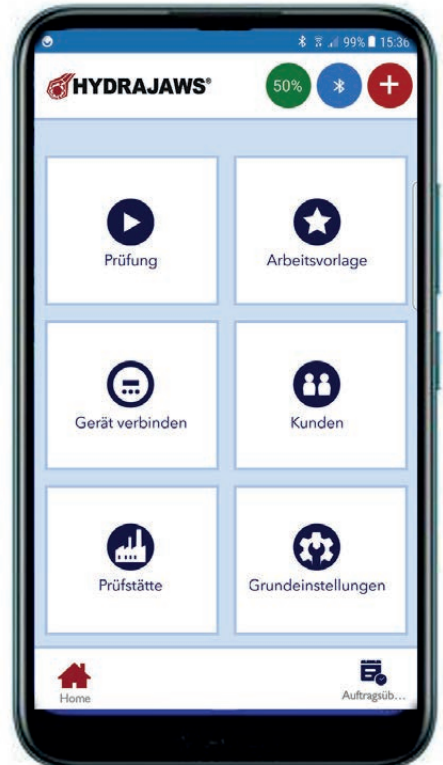 99% 15:36
HYDRAJAWS®
50%
+
Prüfung
Arbeitsvorlage
Gerät verbinden
Kunden
Prüfstätte
Grundeinstellungen
Home
Auftragsüb...